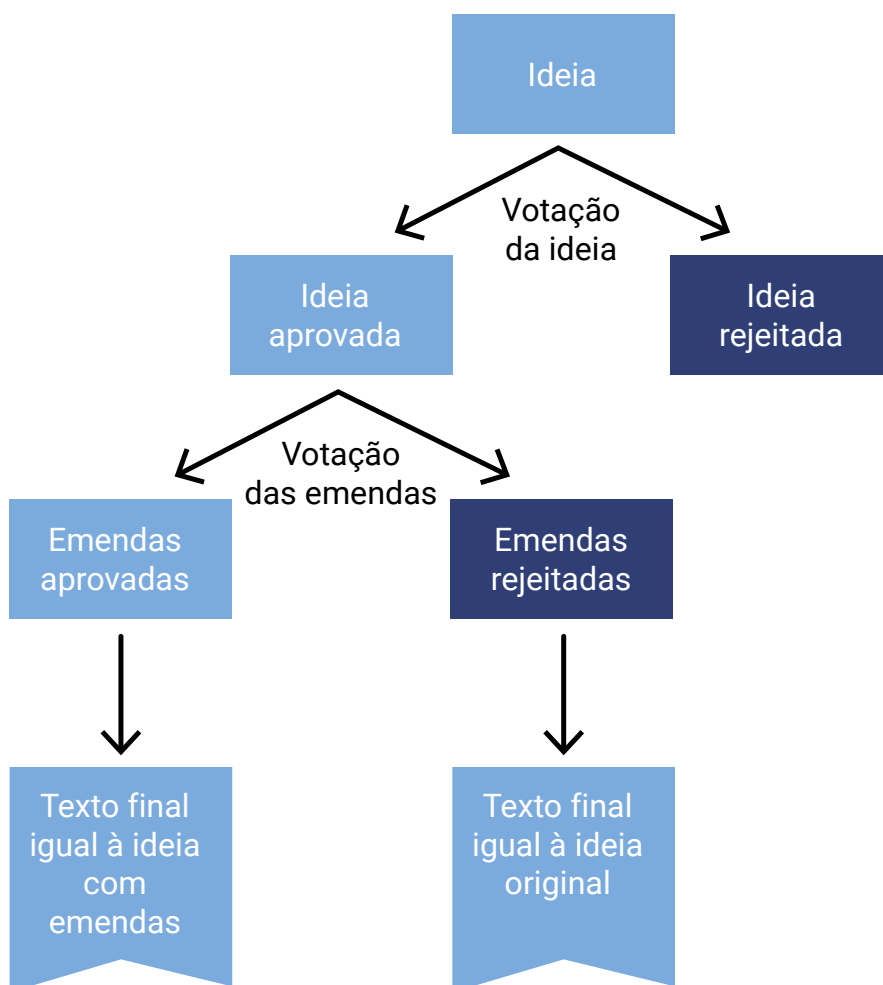 Ideia
Votação
da ideia
Ideia
aprovada
Ideia
rejeitada
Votação
das emendas
Emendas
aprovadas
Emendas
rejeitadas
Texto final
igual à ideia
com
emendas
Texto final
igual à ideia
original